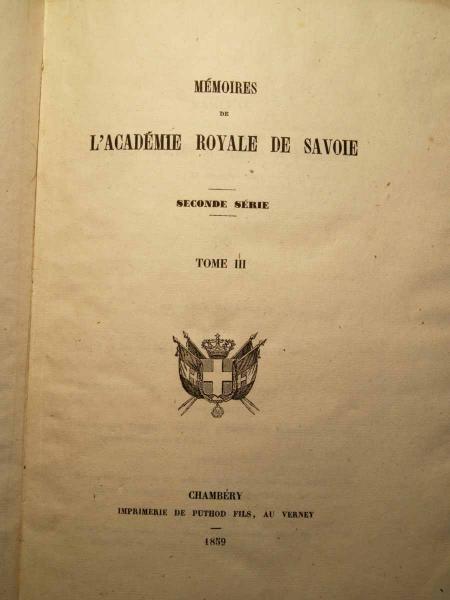 MÉMOIRES
DE
L'ACADÉMIE ROYALE DE SAVOIE
SECONDE SÉRIE
TOME III
CHAMBÉRY
IMPRIMERIE DE PUTHOD FILS, AU VERNEY
1859